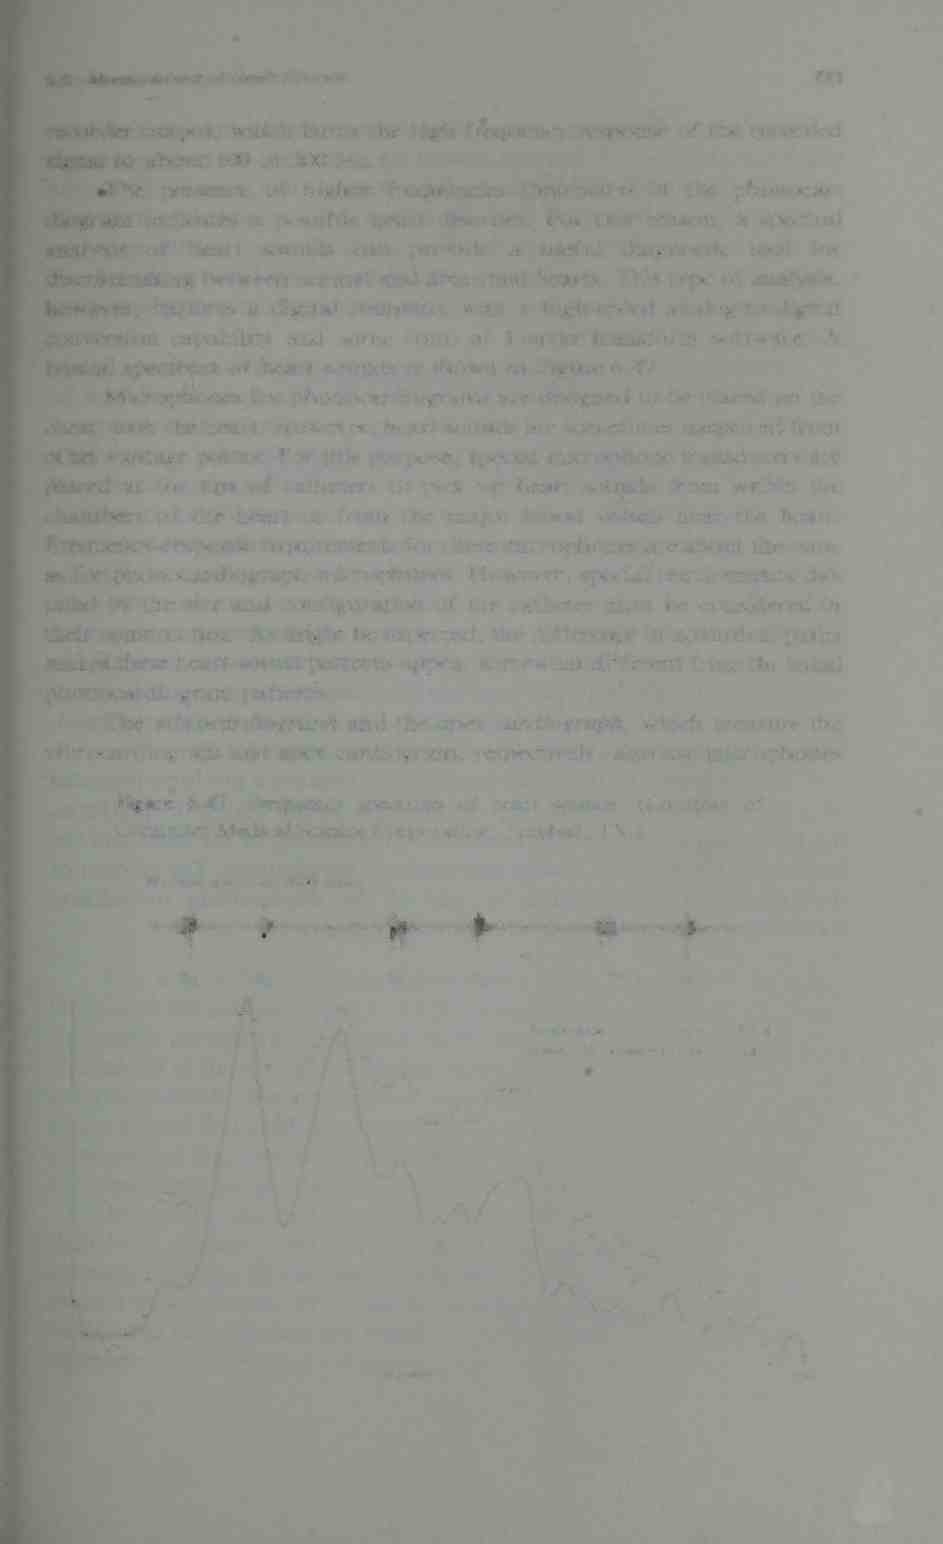 6.6. Measurement of Heart Sounds
recorder output, which limits the high-frequency response of the recorded
signal to about 100 or 200 Hz.
The presence of higher frequencies (murmurs) in the phonocar-
diogram indicates a possible heart disorder. For this reason, a spectral
analysis of heart sounds can provide a useful diagnostic tool for
discriminating between normal and abnormal hearts. This type of analysis,
however, requires a digital computer with a high-speed analog-to-digital
conversion capability and some form of Fourier-transform software. A
typical spectrum of heart sounds is shown in Figure 6.47.
Microphones for phonocardiograms are designed to be placed on the
chest, over the heart. However, heart sounds are sometimes measured from
other vantage points. For this purpose, special microphone transducers are
placed at the tips of catheters to pick up heart sounds from within the
chambers of the heart or from the major blood vessels near the heart.
Frequency-response requirements for these microphones are about the same
as for phonocardiograph microphones. However, special requirements dic-
tated by the size and configuration of the catheter must be considered in
their construction. As might be expected, the difference in acoustical paths
makes these heart-sound patterns appear somewhat different from the usual
phonocardiogram patterns.
The vibrocardiograph and the apex cardiograph, which measure the
vibrocardiogram and apex cardiogram, respectively, also use microphones
Figure 6.47. Frequency spectrum of heart sounds. (Courtesy of
Computer Medical Science Corporation, Tomball, TX.)